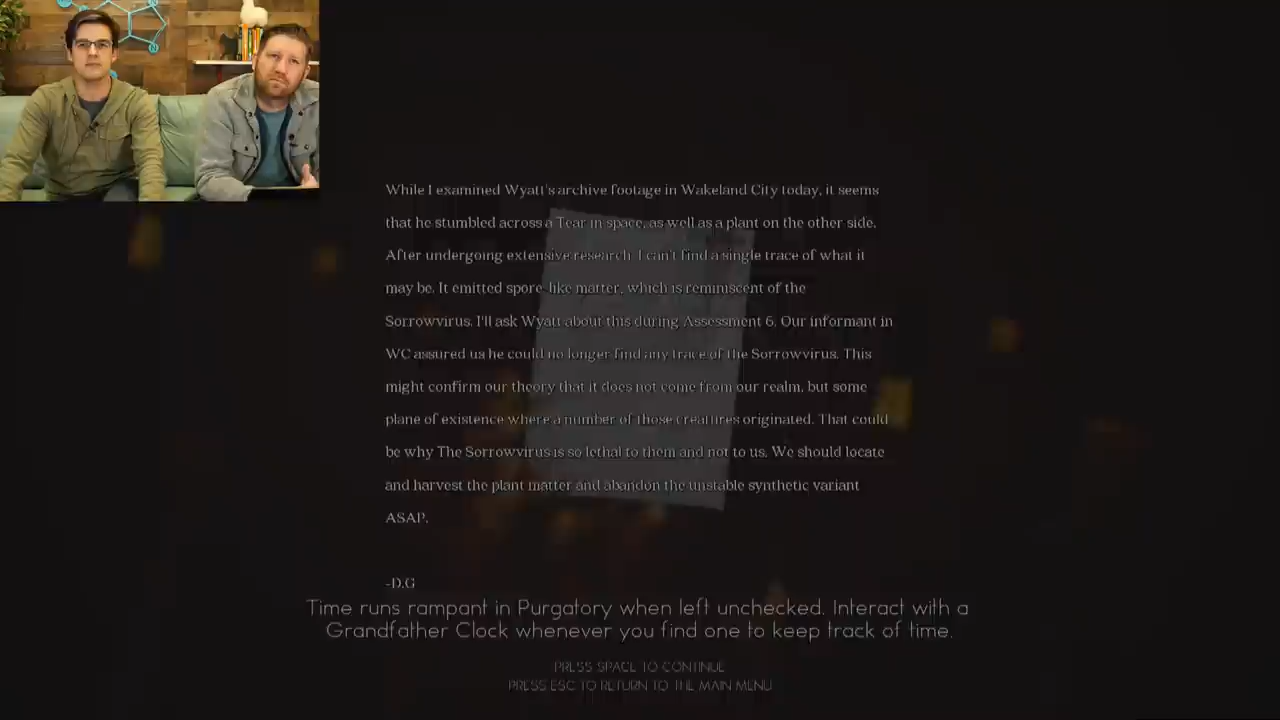 While I examined Wyatt's archive footage in Wakeland City today, it seems
that he stumbled across a Tear in space, as well as a plant on the other side.
After undergoing extensive research, I can't find a single trace of what it
may be. It emitted spore-like matter, which is reminiscent of the
Sorrowvirus. I'll ask Wyatt about this during Assessment 6. Our informant in
WC assured us he could no longer find any trace of the Sorrowvirus. This
might confirm our theory that it does not come from our realm, but some
plane of existence where a number of those creatures originated. That could
be why The Sorrowvirus is so lethal to them and not to us. We should locate
and harvest the plant matter and abandon the unstable synthetic variant
ASAP.
-D.G
Time runs rampant in Purgatory when left unchecked. Interact with a
Grandfather Clock whenever you find one to keep track of time.
PRESS SPACE TO CONTINUE
PRESS ESC TO RETURN TO THE MAIN MENU